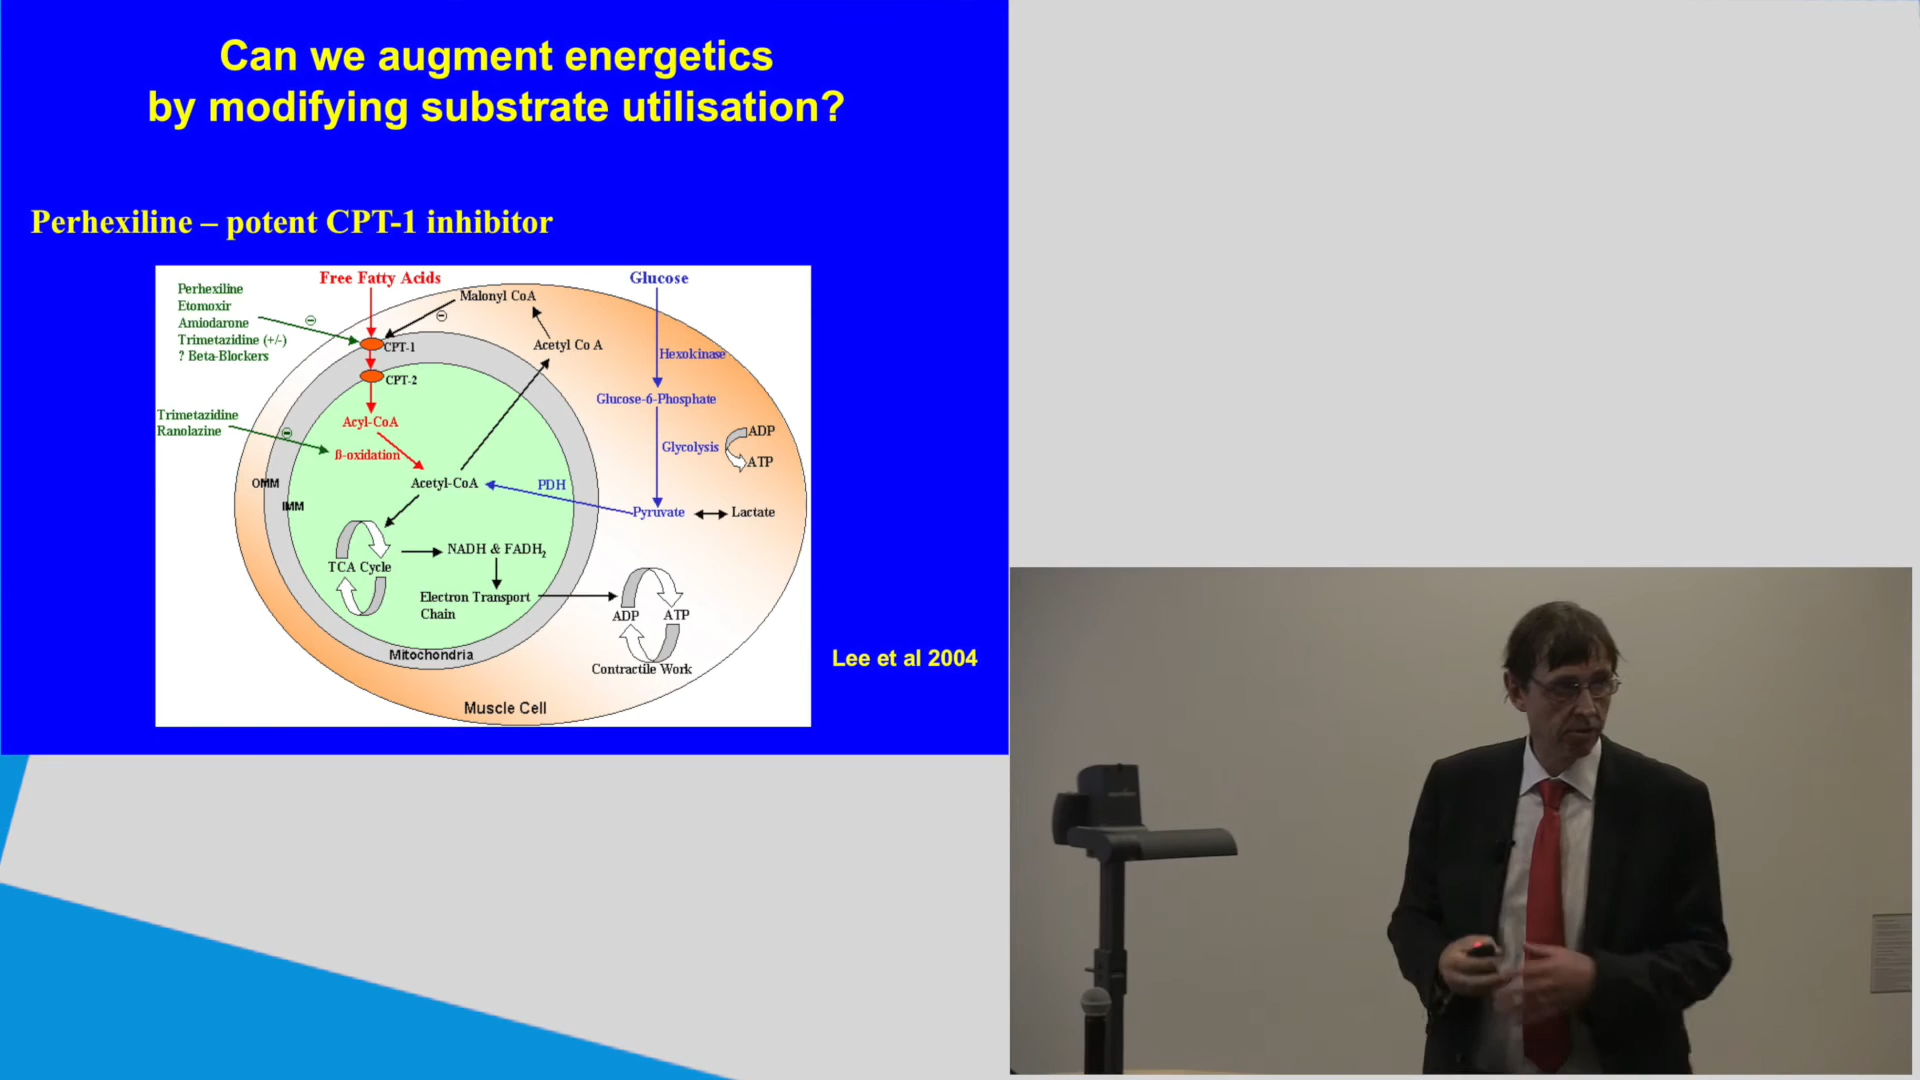 Can we augment energetics
by modifying substrate utilisation?
Perhexiline – potent CPT-1 inhibitor
Free Fatty Acids
Glucose
Perhexiline
Etomoxir
Amiodarone
Trimetazidine (+/-)
? Beta-Blockers
Malonyl CoA
Acetyl Co A
CPT-1
CPT-2
Hexokinase
Glucose-6-Phosphate
Trimetazidine
Ranolazine
Acyl-CoA
ß-oxidation
Glycolysis
ADP
ATP
OMM
IMM
Acetyl-CoA
PDH
Pyruvate
Lactate
TCA Cycle
NADH & FADH2
Electron Transport
Chain
ADP
ATP
Contractile Work
Mitochondria
Muscle Cell
Lee et al 2004